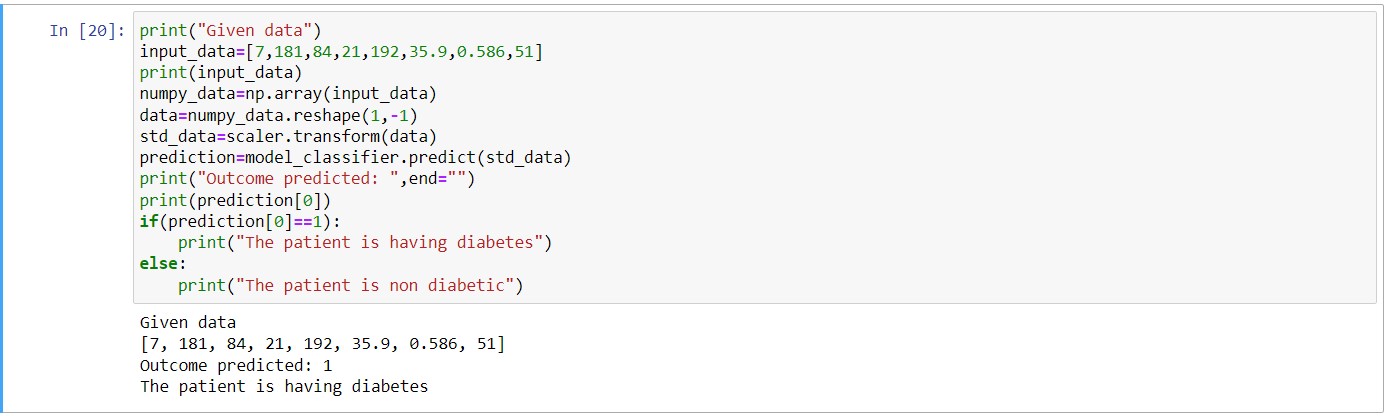 In [20]: print("Given data")
input_data=[7,181,84,21,192,35.9,0.586,51]
print(input_data)
numpy_data=np.array(input_data)
data=numpy_data.reshape(1,-1)
std_data=scaler.transform(data)
prediction=model_classifier.predict(std_data)
print("Outcome predicted: ",end="")
print(prediction[0])
if(prediction[0]==1):
    print("The patient is having diabetes")
else:
    print("The patient is non diabetic")
Given data
[7, 181, 84, 21, 192, 35.9, 0.586, 51]
Outcome predicted: 1
The patient is having diabetes